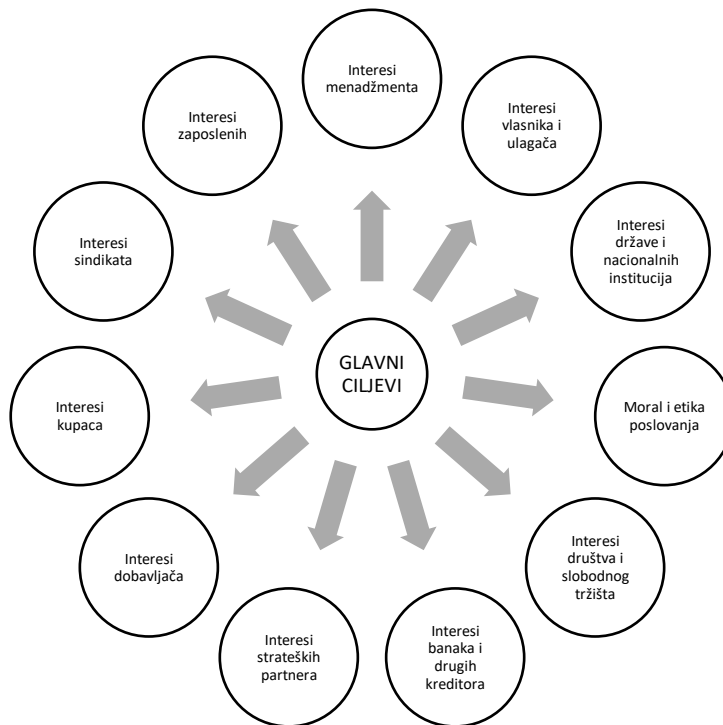 Interesi
menadžmenta
Interesi
vlasnika i
ulagača
Interesi
države i
nacionalnih
institucija
Moral i etika
poslovanja
Interesi
društva i
slobodnog
tržišta
Interesi
banaka i
drugih
kreditora
Interesi
strateških
partnera
Interesi
dobavljača
Interesi
kupaca
Interesi
sindikata
Interesi
zaposlenih
GLAVNI
CILJEVI